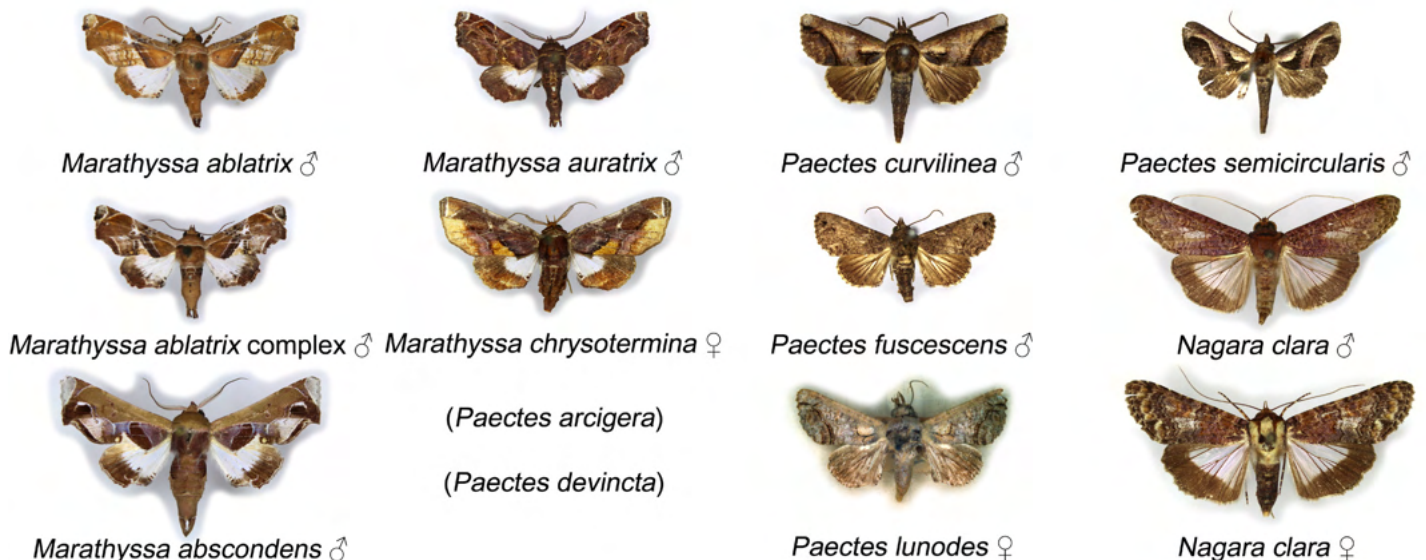 Marathyssa ablatrix ♂
Marathyssa auratrix ♂
Paectes curvilinea ♂
Paectes semicircularis ♂
Marathyssa ablatrix complex ♂
Marathyssa chrysotermina ♀
Paectes fuscescens ♂
Nagara clara ♂
(Paectes arcigera)
(Paectes devincta)
Marathyssa abscondens ♂
Paectes lunodes ♀
Nagara clara ♀